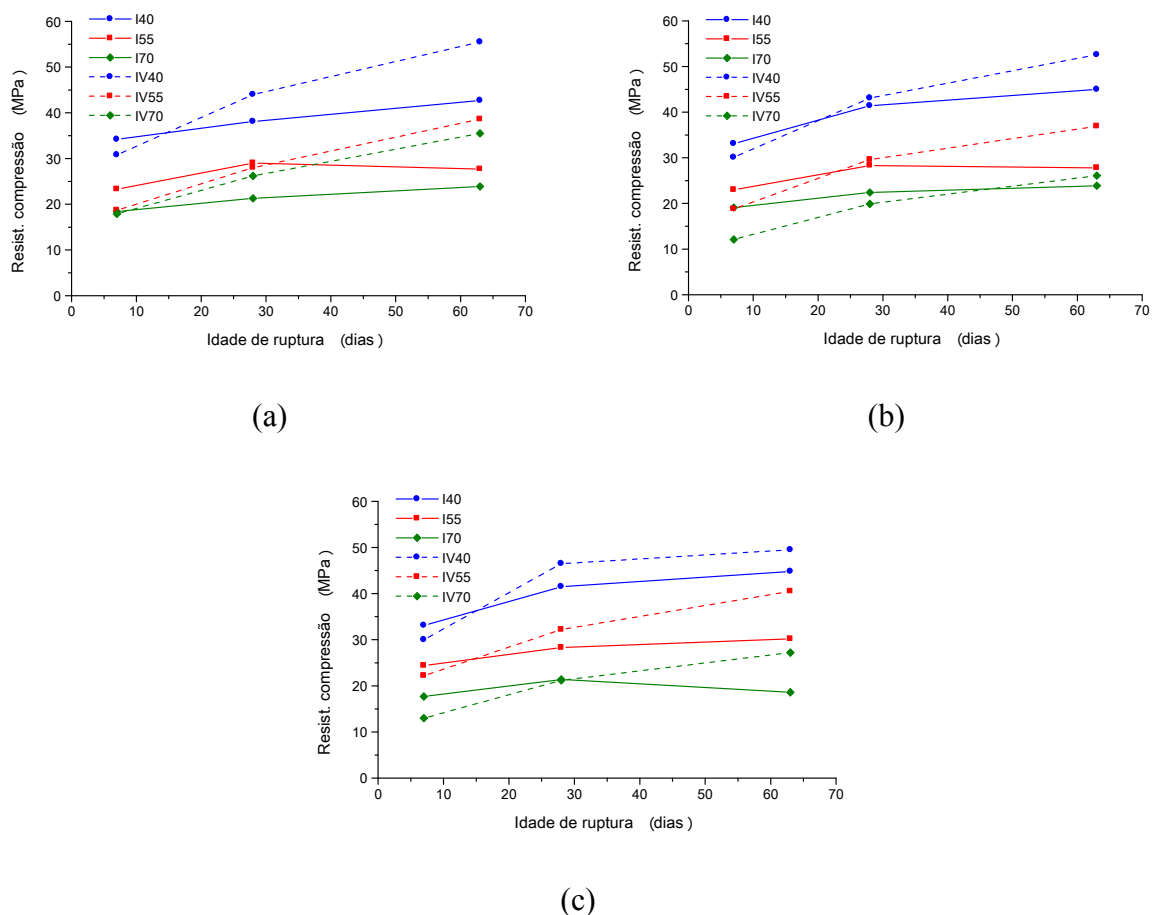 60
50
40
30
20
10
0
Resist. compressão (MPa)
I40
I55
I70
IV40
IV55
IV70
0 10 20 30 40 50 60 70
Idade de ruptura (dias )
(a)
60
50
40
30
20
10
0
Resist. compressão (MPa)
I40
I55
I70
IV40
IV55
IV70
0 10 20 30 40 50 60 70
Idade de ruptura (dias )
(b)
60
50
40
30
20
10
0
Resist. compressão (MPa)
I40
I55
I70
IV40
IV55
IV70
0 10 20 30 40 50 60 70
Idade de ruptura (dias )
(c)